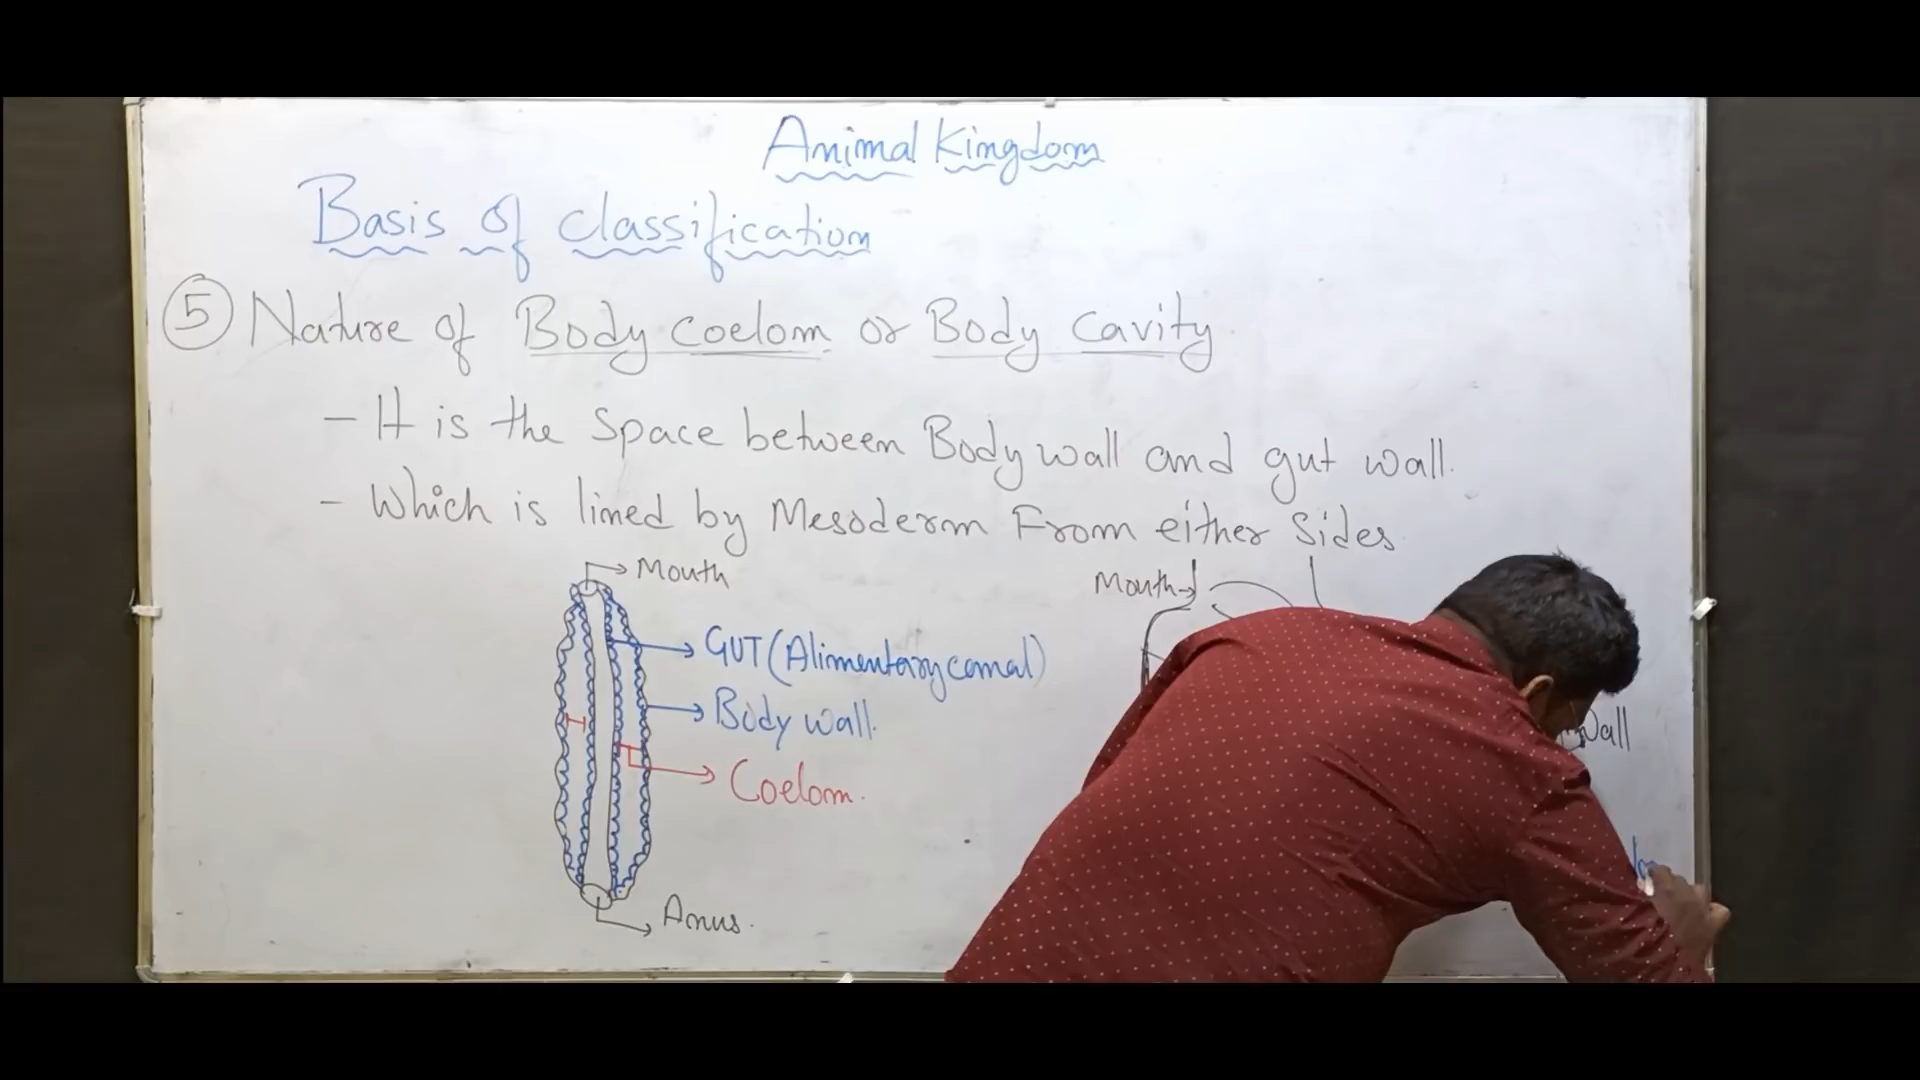 Animal Kingdom
Basis of classification
5 Nature of Body coelom or Body cavity
- It is the space between Body wall and gut wall.
- Which is lined by Mesoderm From either Sides
Mouth
Mouth
GUT (Alimentary canal)
Body wall.
Wall
Coelom.
Anus.